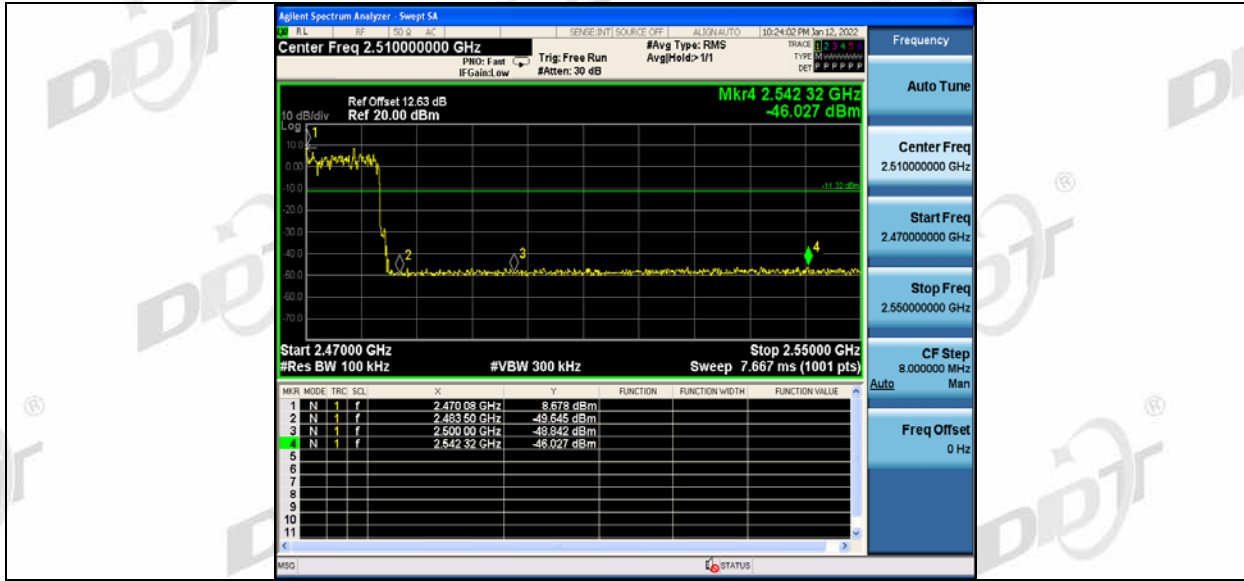 Agilent Spectrum Analyzer - Swept SA
RL RF 50 Ω AC SENSE:INT SOURCE OFF ALIGNAUTO 10:24:02 PM Jan 12, 2022
Center Freq 2.510000000 GHz
PNO: Fast
IFGain:Low
Trig: Free Run
#Atten: 30 dB
#Avg Type: RMS
Avg|Hold:> 1/1
TRACE 1 2 3 4 5 6
TYPE M
DET P P P P P P
Mkr4 2.542 32 GHz
-46.027 dBm
Ref Offset 12.63 dB
10 dB/div Ref 20.00 dBm
Log
10.0
0.00
-10.0
-20.0
-30.0
-40.0
-50.0
-60.0
-70.0
1
2
3
4
-11.32 dBm
Start 2.47000 GHz Stop 2.55000 GHz
#Res BW 100 kHz #VBW 300 kHz Sweep 7.667 ms (1001 pts)
MKR MODE TRC SCL X Y FUNCTION FUNCTION WIDTH FUNCTION VALUE
1 N 1 f 2.470 08 GHz 8.678 dBm
2 N 1 f 2.483 50 GHz -49.645 dBm
3 N 1 f 2.500 00 GHz -48.842 dBm
4 N 1 f 2.542 32 GHz -46.027 dBm
5
6
7
8
9
10
11
MSG STATUS
Frequency
Auto Tune
Center Freq
2.510000000 GHz
Start Freq
2.470000000 GHz
Stop Freq
2.550000000 GHz
CF Step
8.000000 MHz
Auto Man
Freq Offset
0 Hz